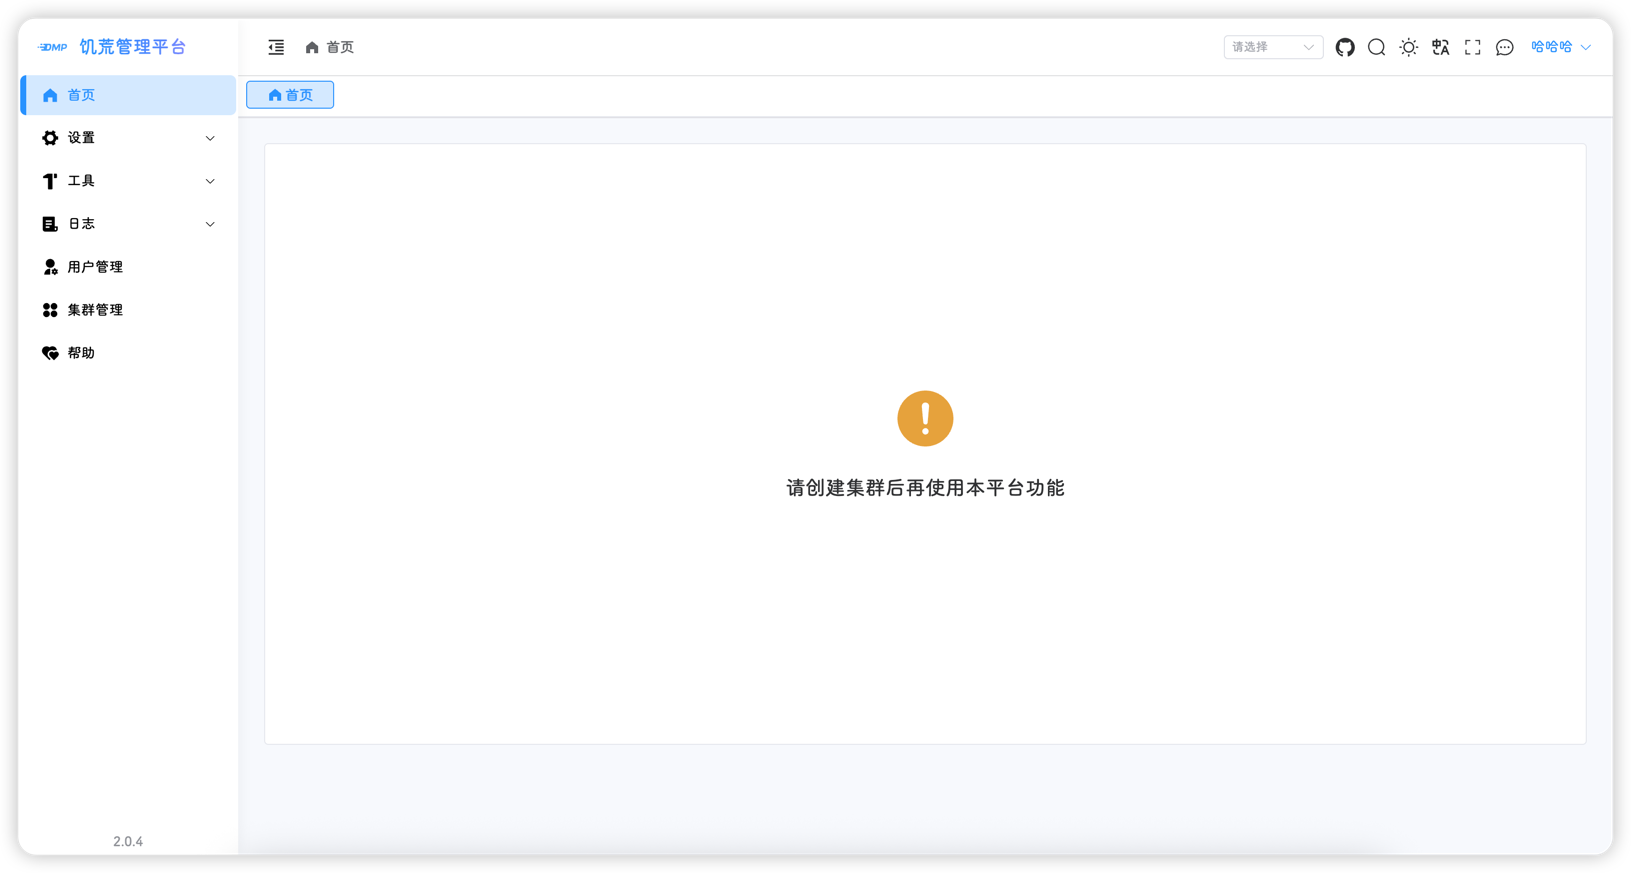 DMP 饥荒管理平台
首页
请选择
哈哈哈
首页
首页
设置
工具
日志
用户管理
集群管理
帮助
请创建集群后再使用本平台功能
2.0.4